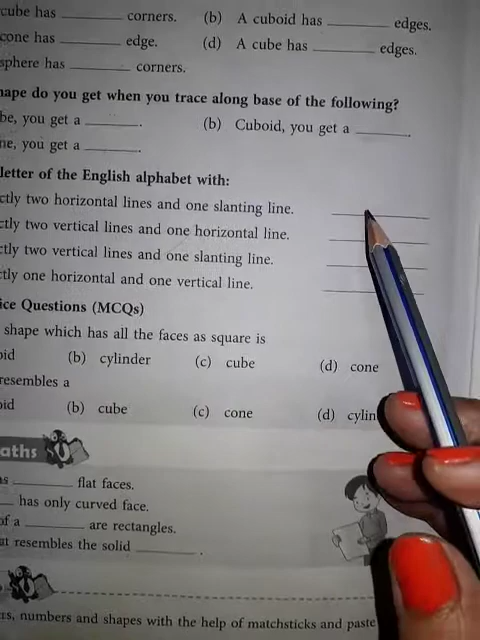 cube has ________ corners. (b) A cuboid has ________ edges.
cone has ________ edge. (d) A cube has ________ edges.
sphere has ________ corners.
hape do you get when you trace along base of the following?
be, you get a ________. (b) Cuboid, you get a ________.
ne, you get a ________.
letter of the English alphabet with:
ctly two horizontal lines and one slanting line. ________
ctly two vertical lines and one horizontal line. ________
ctly two vertical lines and one slanting line. ________
ctly one horizontal and one vertical line. ________
ice Questions (MCQs)
shape which has all the faces as square is
oid (b) cylinder (c) cube (d) cone
resembles a
oid (b) cube (c) cone (d) cylin
aths
as ________ flat faces.
____ has only curved face.
of a ________ are rectangles.
at resembles the solid ________.
rs, numbers and shapes with the help of matchsticks and paste